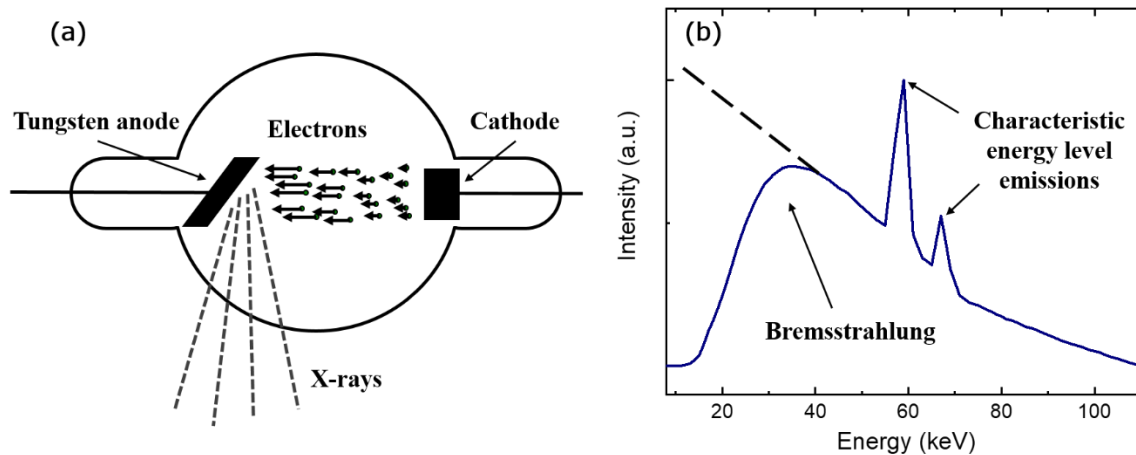 (a)
Tungsten anode
Electrons
Cathode
X-rays
(b)
Intensity (a.u.)
Characteristic
energy level
emissions
Bremsstrahlung
20 40 60 80 100
Energy (keV)